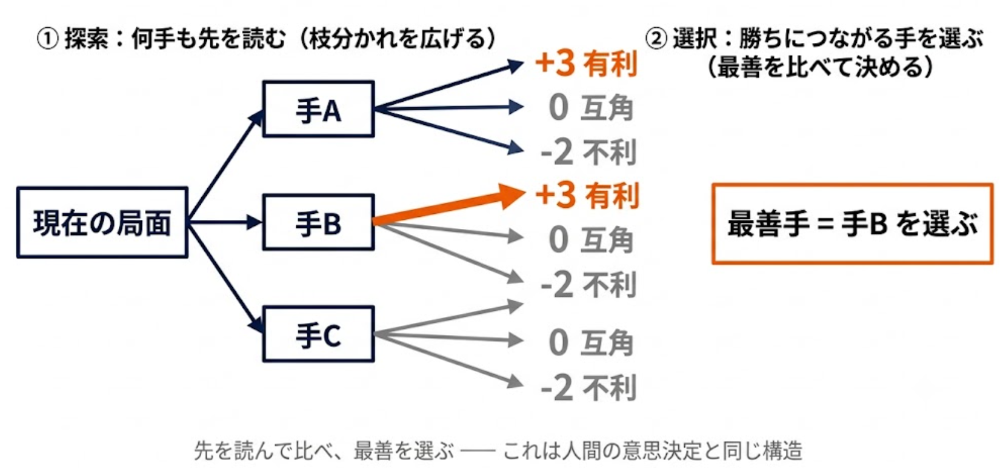 ① 探索：何手も先を読む（枝分かれを広げる）
② 選択：勝ちにつながる手を選ぶ
（最善を比べて決める）
現在の局面
手A
+3 有利
0 互角
-2 不利
手B
+3 有利
0 互角
-2 不利
手C
0 互角
-2 不利
最善手 = 手B を選ぶ
先を読んで比べ、最善を選ぶ —— これは人間の意思決定と同じ構造